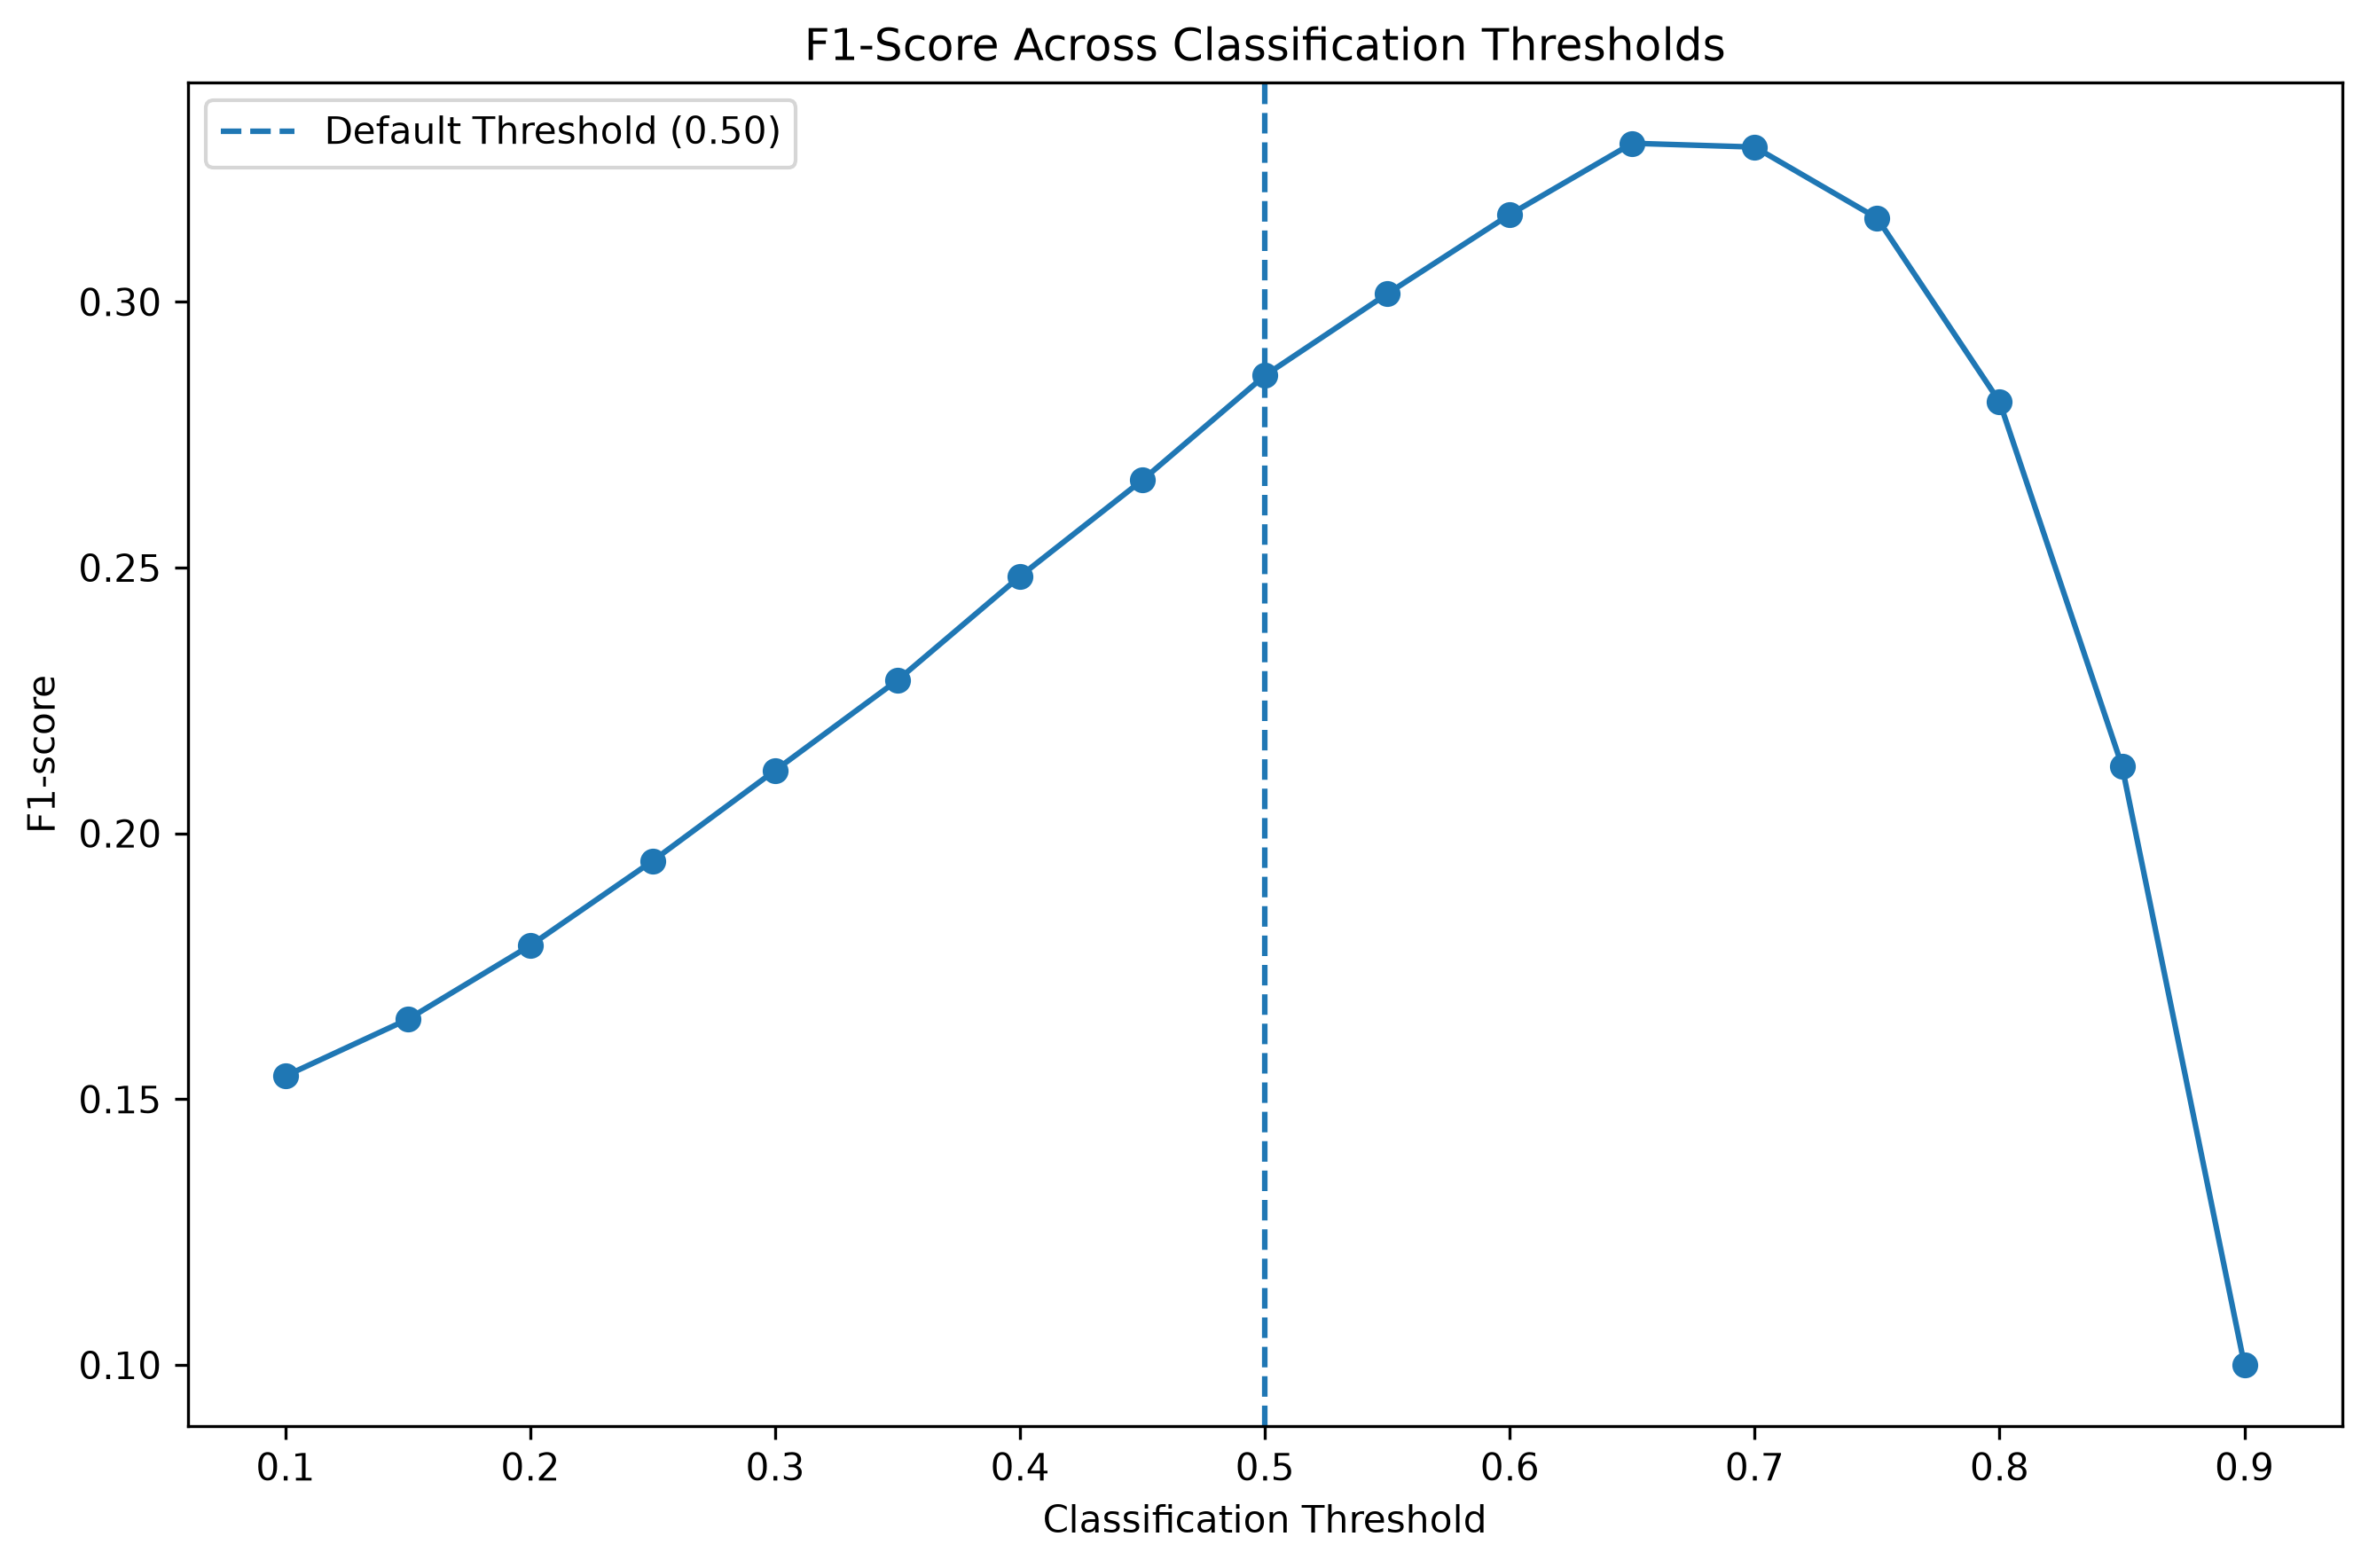 F1-Score Across Classification Thresholds
Default Threshold (0.50)
F1-score
0.30
0.25
0.20
0.15
0.10
0.1 0.2 0.3 0.4 0.5 0.6 0.7 0.8 0.9
Classification Threshold